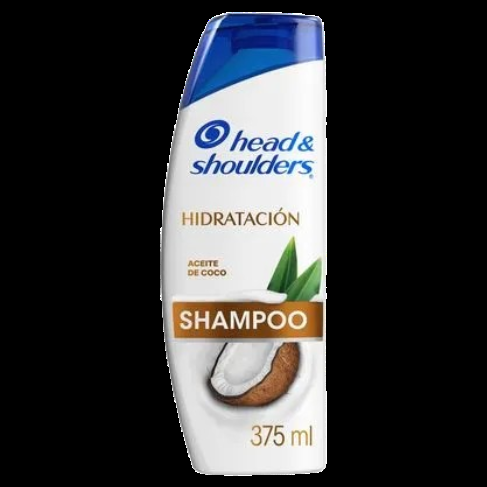 head &
shoulders®
HIDRATACIÓN
ACEITE
DE COCO
SHAMPOO
375 ml